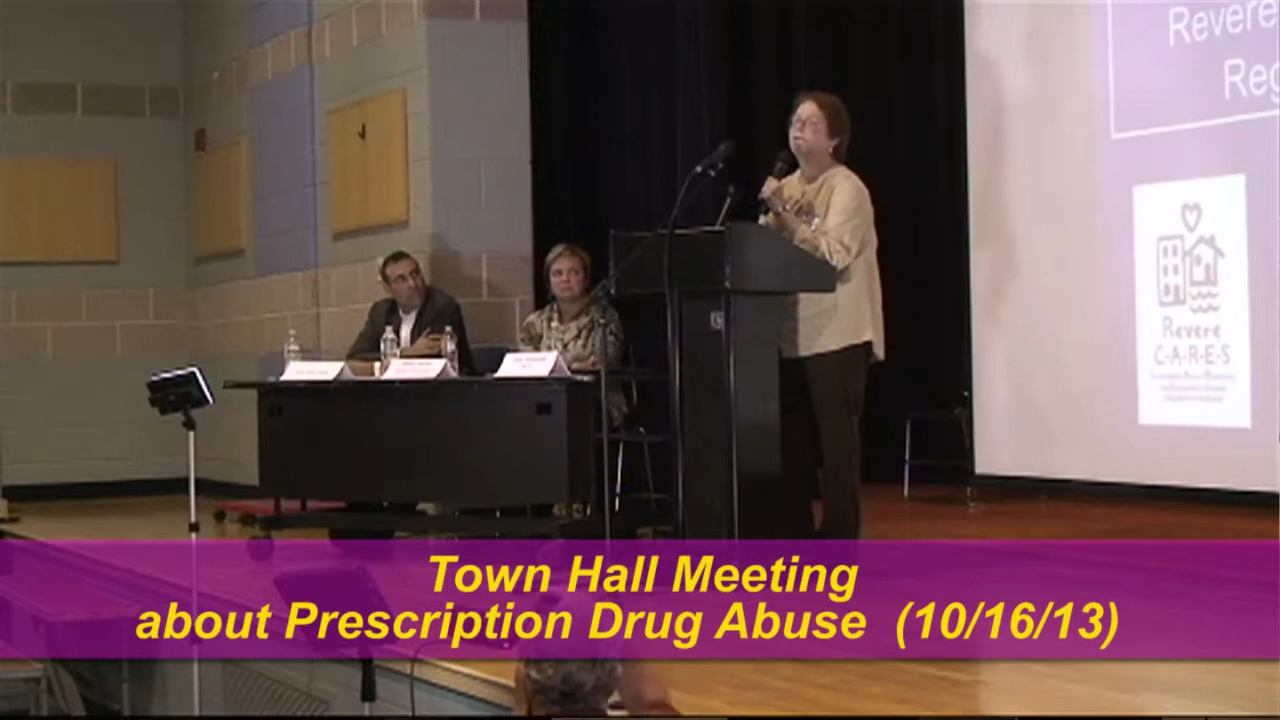 Revere
Reg
Revere
C-A-R-E-S
Town Hall Meeting
about Prescription Drug Abuse (10/16/13)